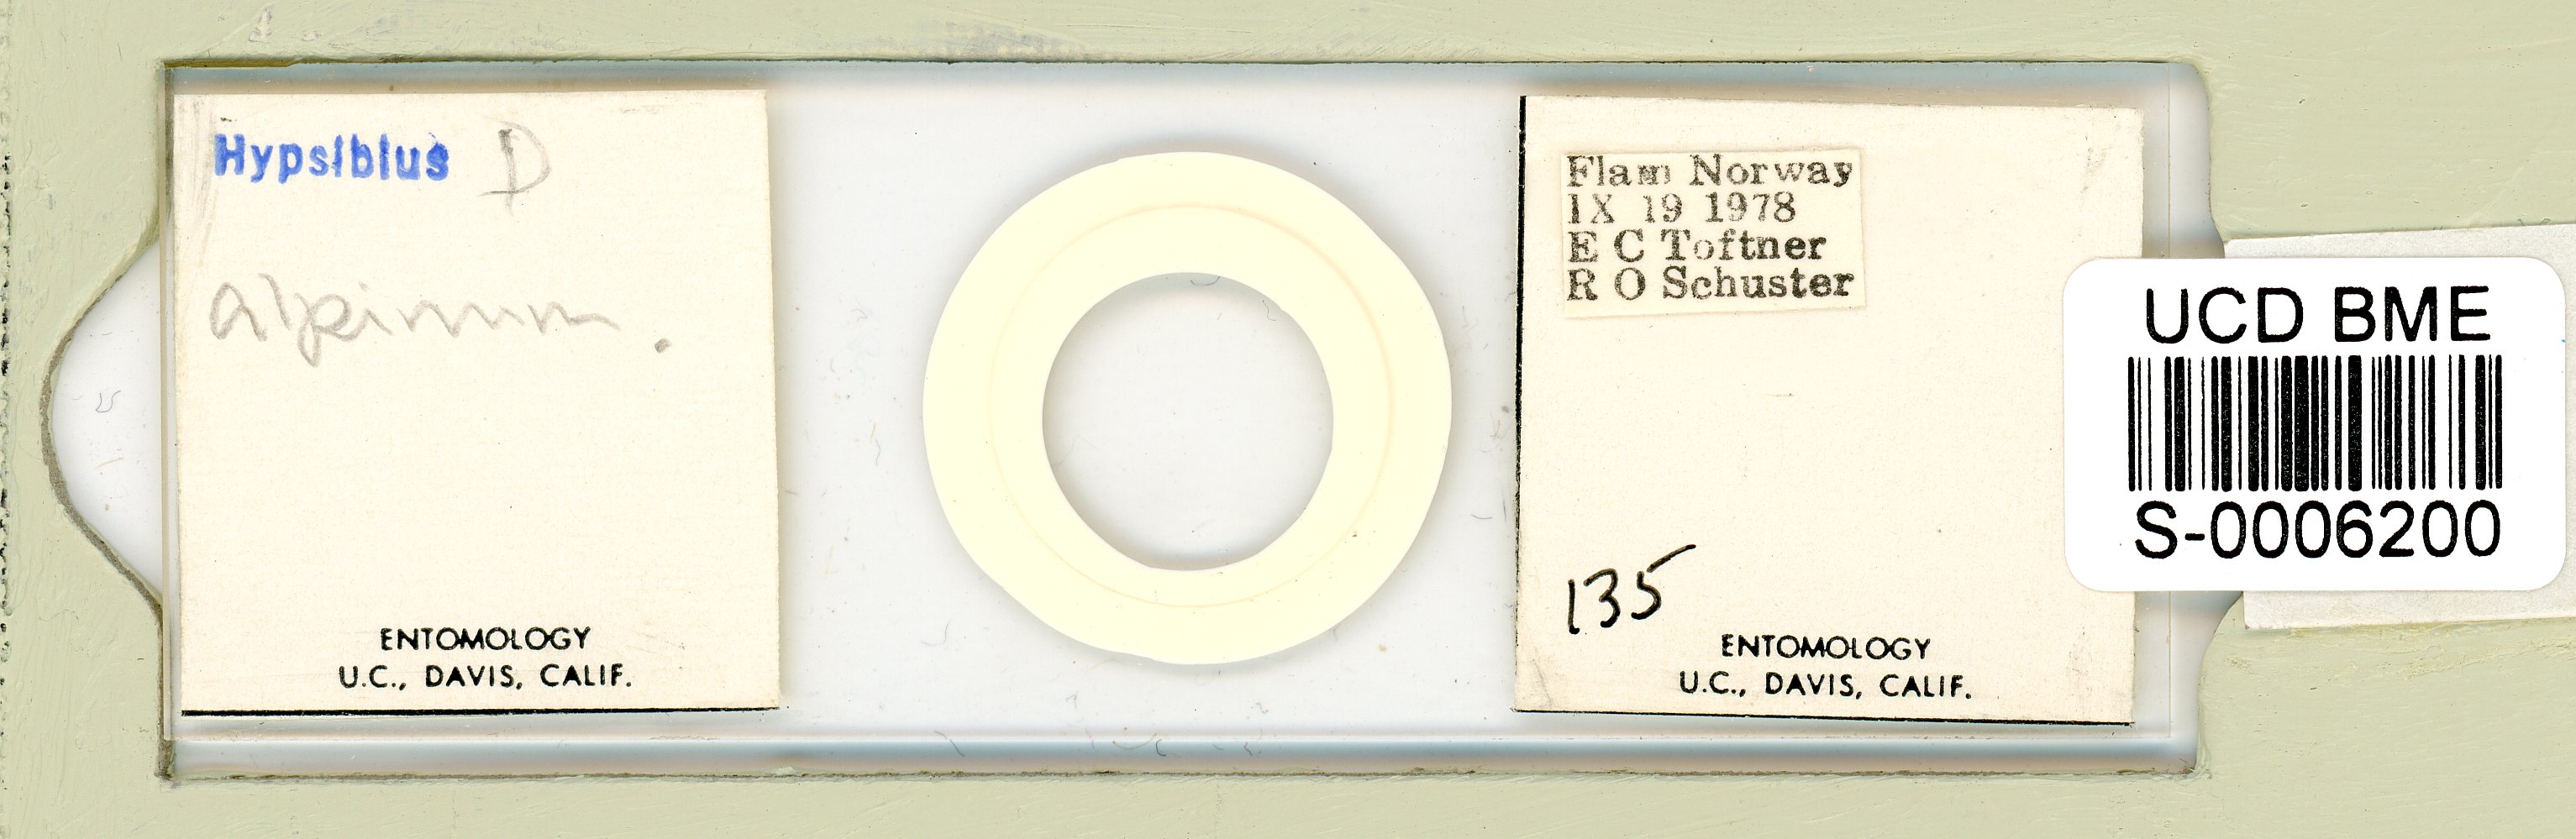 Hypsibius D
alpinum.
ENTOMOLOGY
U.C., DAVIS, CALIF.
Flam Norway
IX 19 1978
E C Toftner
R O Schuster
135
ENTOMOLOGY
U.C., DAVIS, CALIF.
UCD BME
S-0006200